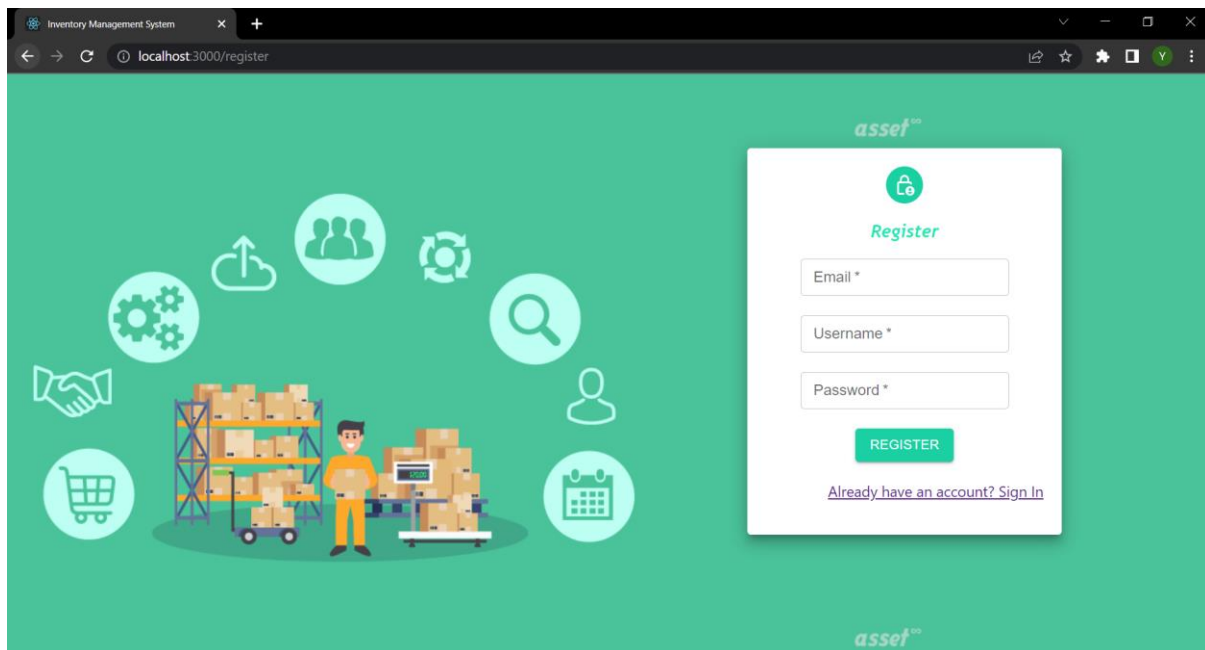 Inventory Management System
localhost:3000/register
Y
asset∞
Register
Email *
Username *
Password *
REGISTER
Already have an account? Sign In
asset∞